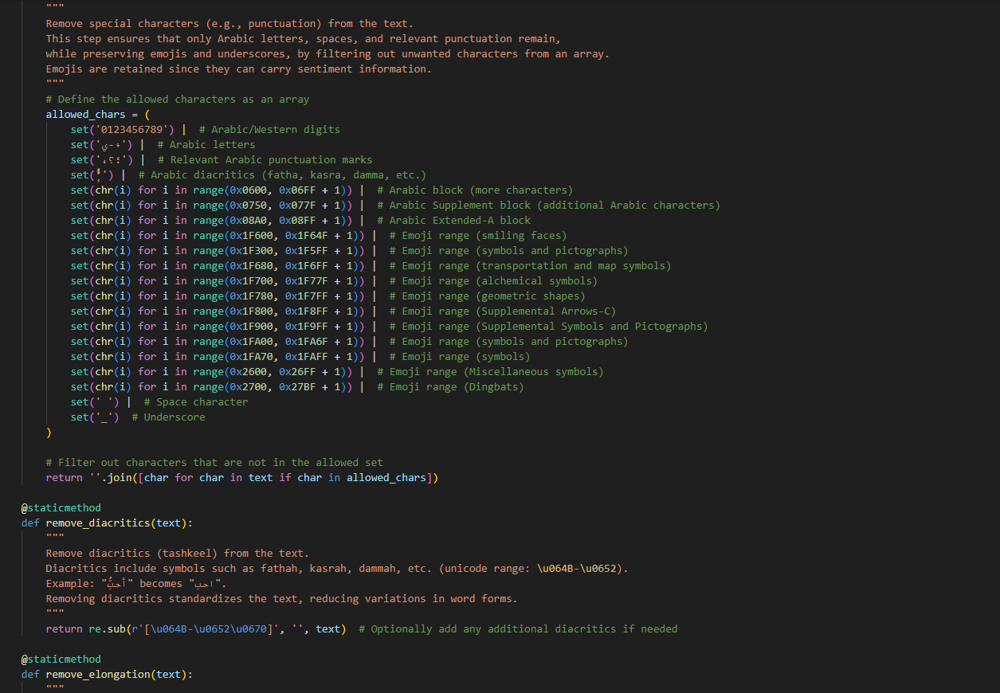 """
Remove special characters (e.g., punctuation) from the text.
This step ensures that only Arabic letters, spaces, and relevant punctuation remain,
while preserving emojis and underscores, by filtering out unwanted characters from an array.
Emojis are retained since they can carry sentiment information.
"""
# Define the allowed characters as an array
allowed_chars = (
set('0123456789') |  # Arabic/Western digits
set('ء-ي') |  # Arabic letters
set('؛؟،') |  # Relevant Arabic punctuation marks
set('') |  # Arabic diacritics (fatha, kasra, damma, etc.)
set(chr(i) for i in range(0x0600, 0x06FF + 1)) |  # Arabic block (more characters)
set(chr(i) for i in range(0x0750, 0x077F + 1)) |  # Arabic Supplement block (additional Arabic characters)
set(chr(i) for i in range(0x08A0, 0x08FF + 1)) |  # Arabic Extended-A block
set(chr(i) for i in range(0x1F600, 0x1F64F + 1)) |  # Emoji range (smiling faces)
set(chr(i) for i in range(0x1F300, 0x1F5FF + 1)) |  # Emoji range (symbols and pictographs)
set(chr(i) for i in range(0x1F680, 0x1F6FF + 1)) |  # Emoji range (transportation and map symbols)
set(chr(i) for i in range(0x1F700, 0x1F77F + 1)) |  # Emoji range (alchemical symbols)
set(chr(i) for i in range(0x1F780, 0x1F7FF + 1)) |  # Emoji range (geometric shapes)
set(chr(i) for i in range(0x1F800, 0x1F8FF + 1)) |  # Emoji range (Supplemental Arrows-C)
set(chr(i) for i in range(0x1F900, 0x1F9FF + 1)) |  # Emoji range (Supplemental Symbols and Pictographs)
set(chr(i) for i in range(0x1FA00, 0x1FA6F + 1)) |  # Emoji range (symbols and pictographs)
set(chr(i) for i in range(0x1FA70, 0x1FAFF + 1)) |  # Emoji range (symbols)
set(chr(i) for i in range(0x2600, 0x26FF + 1)) |  # Emoji range (Miscellaneous symbols)
set(chr(i) for i in range(0x2700, 0x27BF + 1)) |  # Emoji range (Dingbats)
set(' ') |  # Space character
set('_')  # Underscore
)
# Filter out characters that are not in the allowed set
return ''.join([char for char in text if char in allowed_chars])
@staticmethod
def remove_diacritics(text):
"""
Remove diacritics (tashkeel) from the text.
Diacritics include symbols such as fathah, kasrah, dammah, etc. (unicode range: \u064B-\u0652).
Example: "أحبُّ" becomes "احب".
Removing diacritics standardizes the text, reducing variations in word forms.
"""
return re.sub(r'[\u064B-\u0652\u0670]', '', text)  # Optionally add any additional diacritics if needed
@staticmethod
def remove_elongation(text):
"""